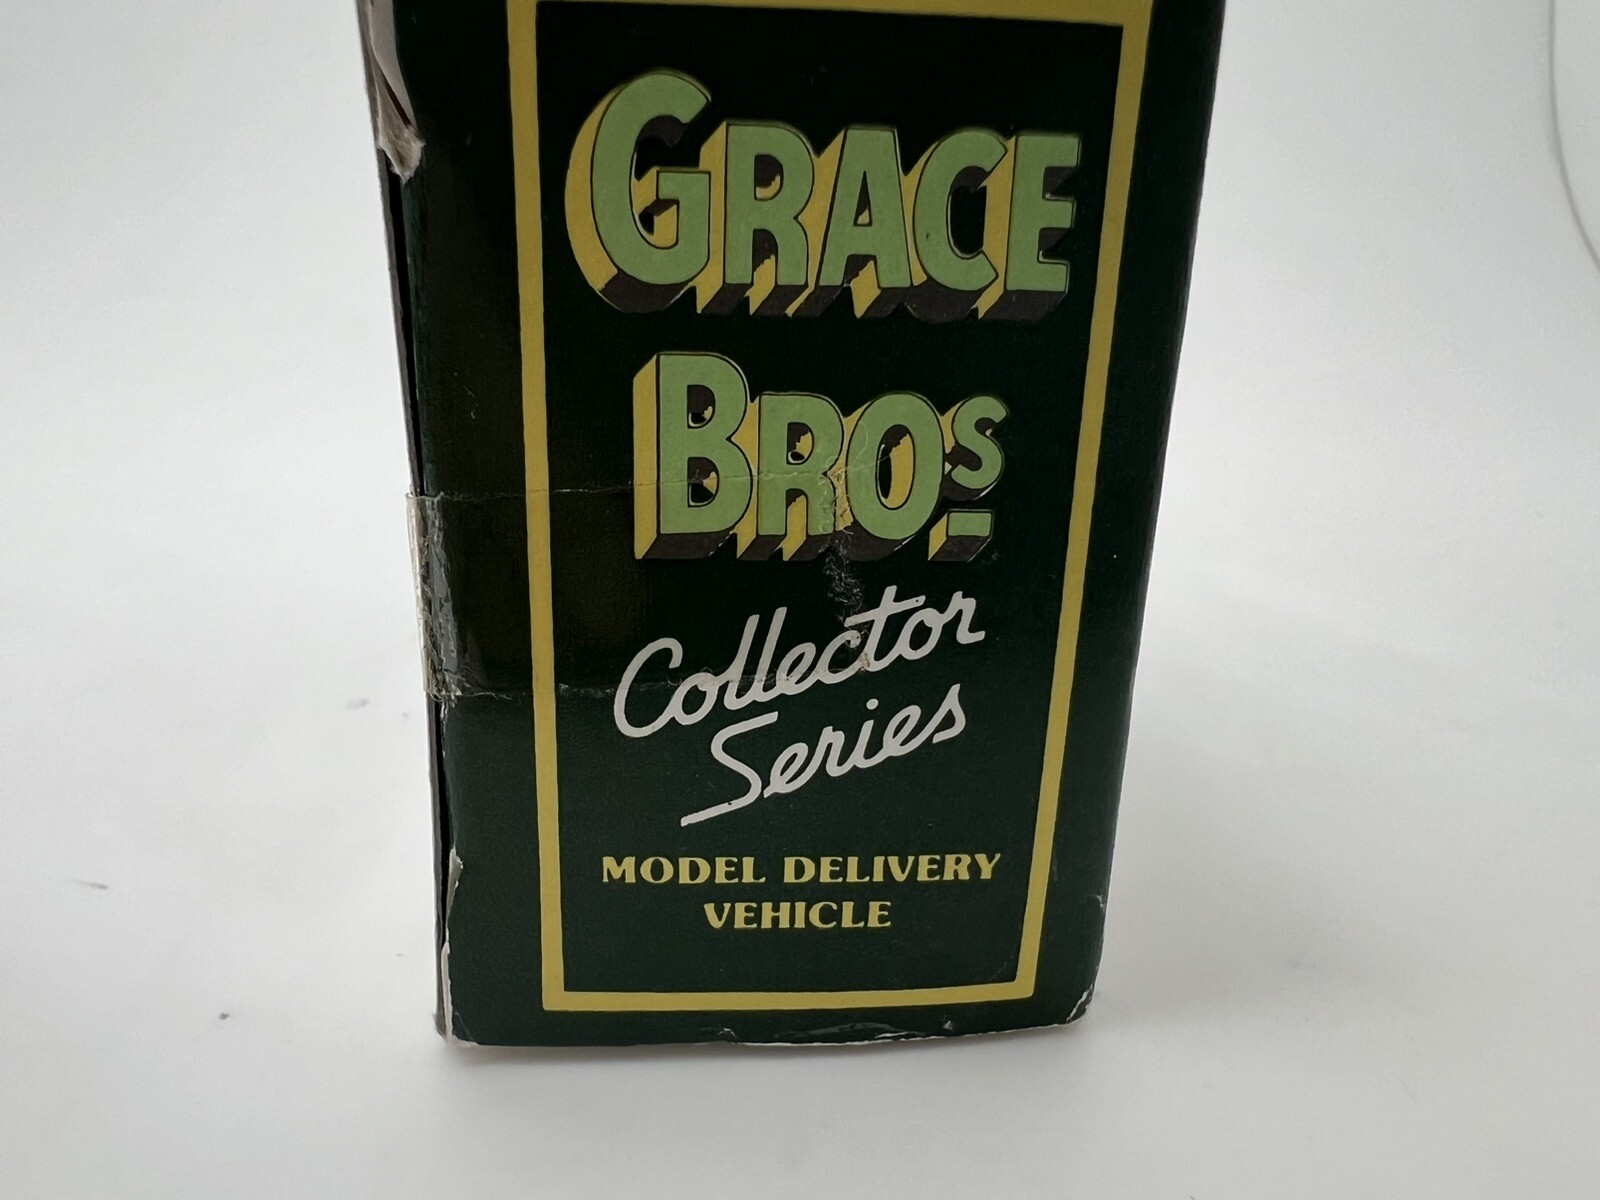 GRACE
BROS
Collector
Series
MODEL DELIVERY
VEHICLE